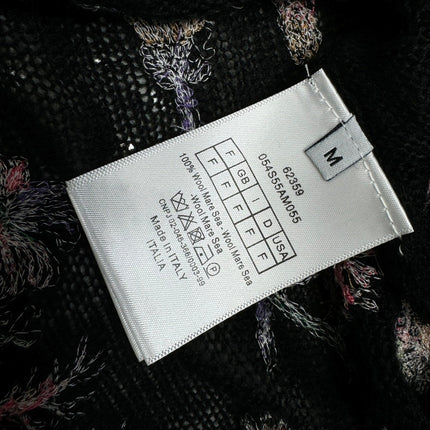 M
62359
054S55AM055
F GB I D USA
F F F F F
100% Wool Mare Sea - Wool Mare Sea
-Wool Mare Sea
P
Made in ITALY
ITALIA